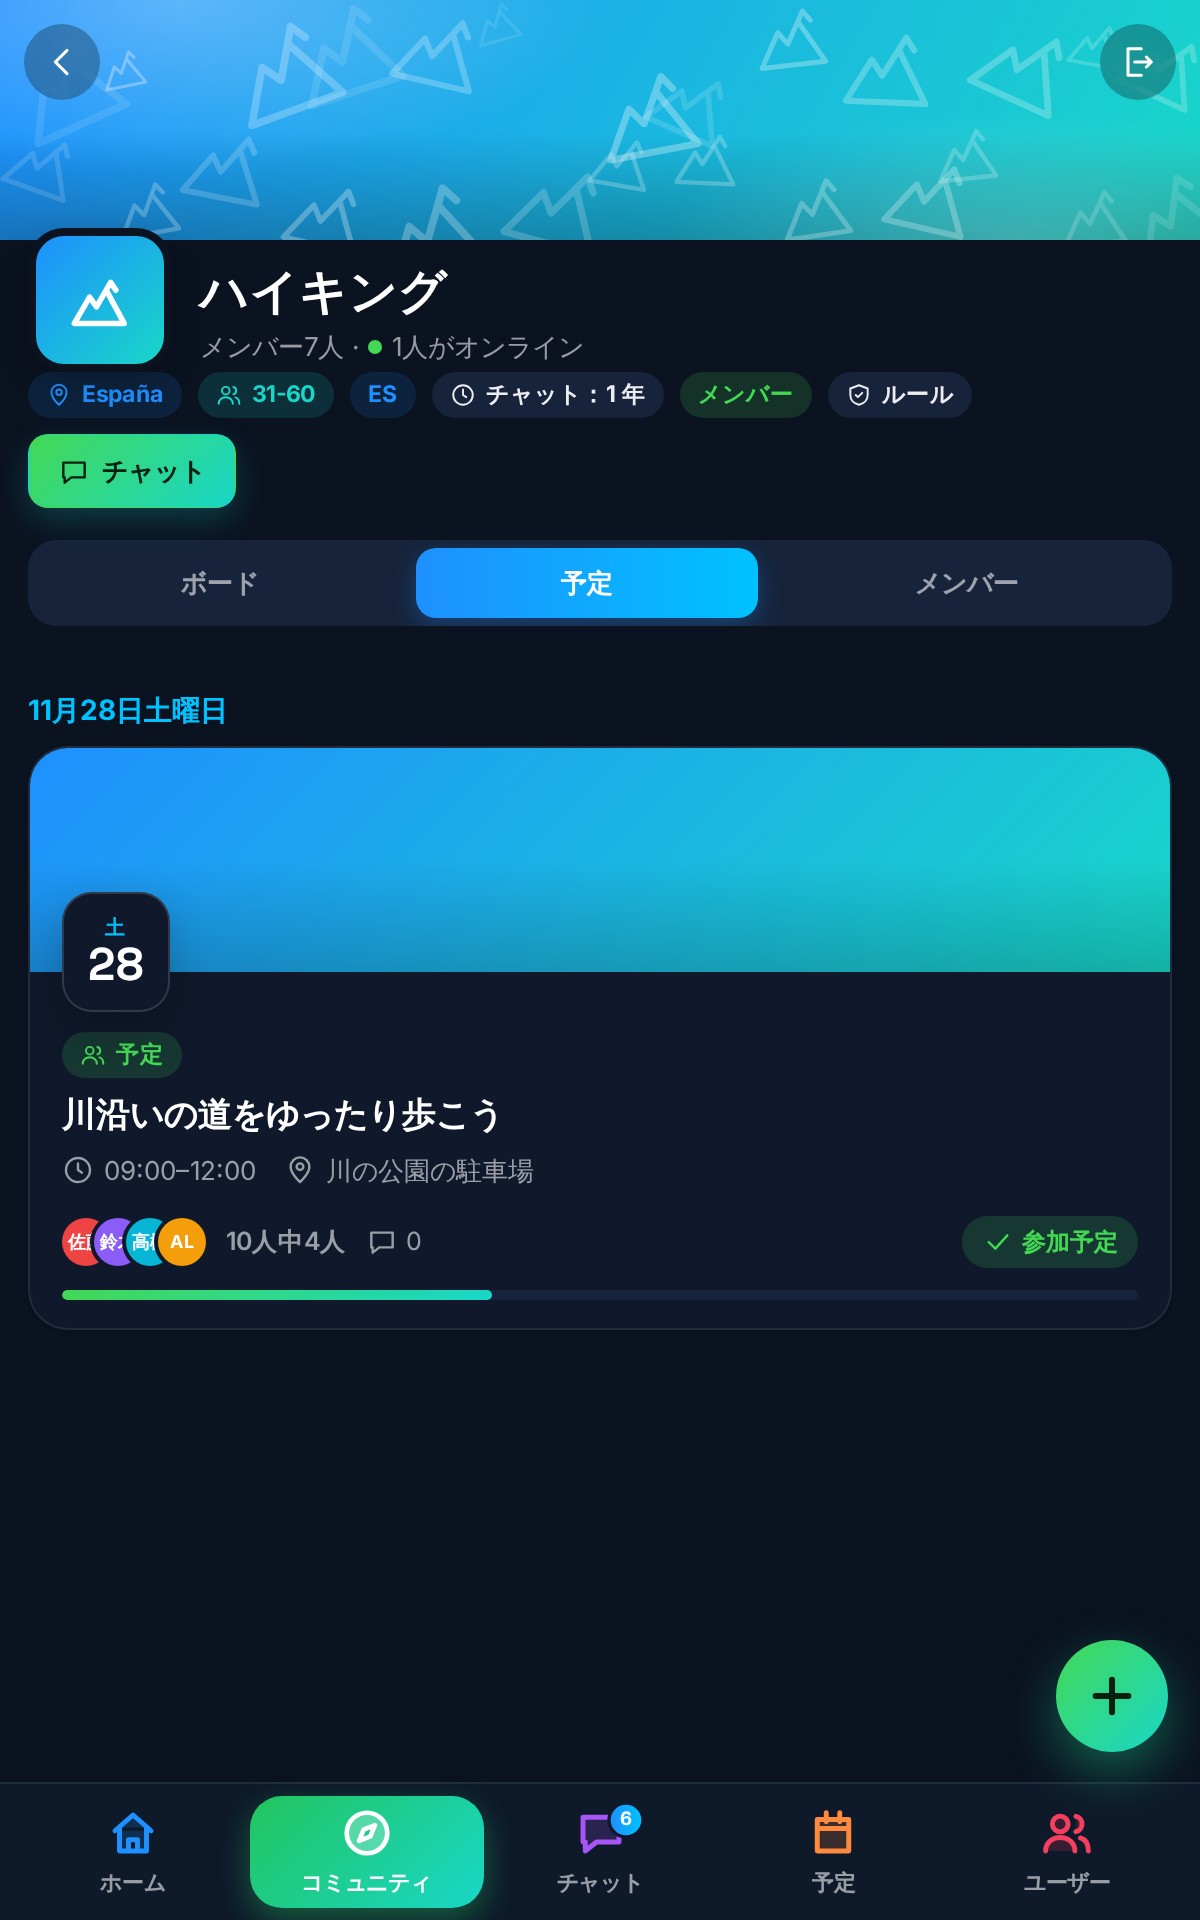 ハイキング
メンバー7人 · 1人がオンライン
España 31-60 ES チャット：1 年 メンバー ルール
チャット
ボード 予定 メンバー
11月28日土曜日
土
28
予定
川沿いの道をゆったり歩こう
09:00–12:00 川の公園の駐車場
AL 10人中4人 0 参加予定
6
ホーム コミュニティ チャット 予定 ユーザー